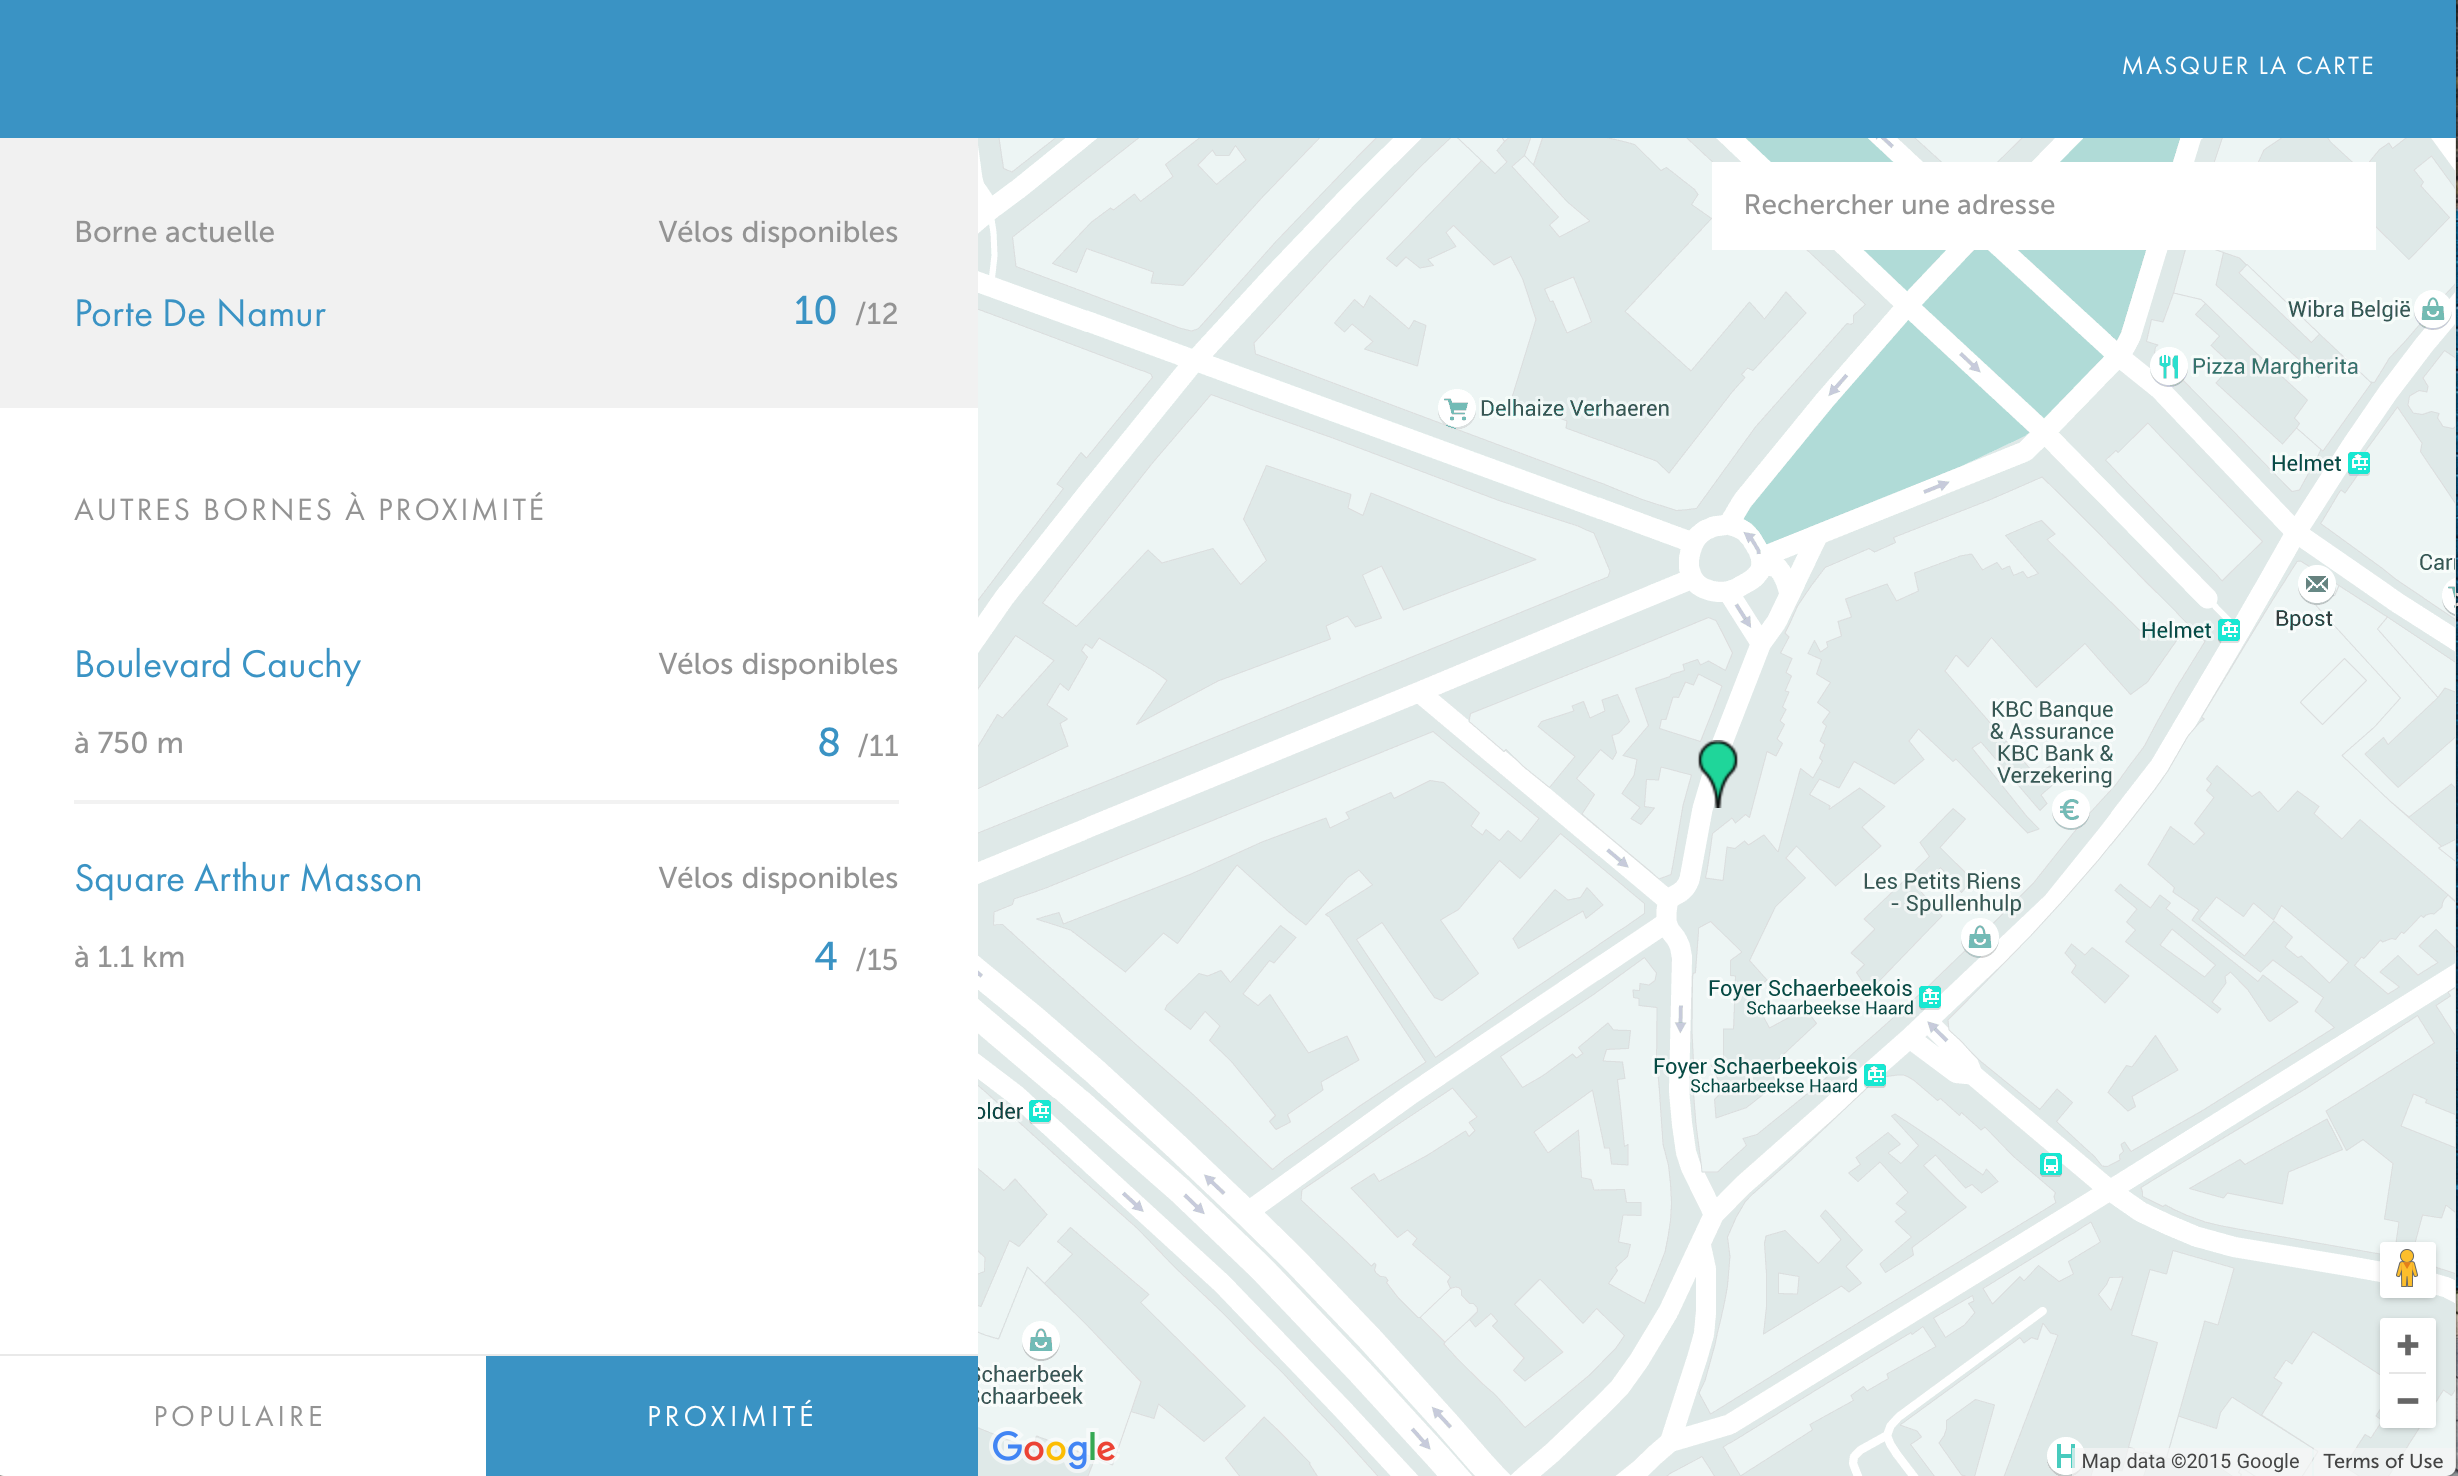 MASQUER LA CARTE
Borne actuelle
Vélos disponibles
Porte De Namur
10 /12
AUTRES BORNES À PROXIMITÉ
Boulevard Cauchy
Vélos disponibles
à 750 m
8 /11
Square Arthur Masson
Vélos disponibles
à 1.1 km
4 /15
POPULAIRE
PROXIMITÉ
Rechercher une adresse
Wibra België
Pizza Margherita
Delhaize Verhaeren
Helmet
Bpost
Helmet
KBC Banque
& Assurance
KBC Bank &
Verzekering
€
Les Petits Riens
- Spullenhulp
Foyer Schaerbeekois
Schaarbeekse Haard
Foyer Schaerbeekois
Schaarbeekse Haard
older
Schaerbeek
Schaarbeek
Google
H
Map data ©2015 Google
Terms of Use